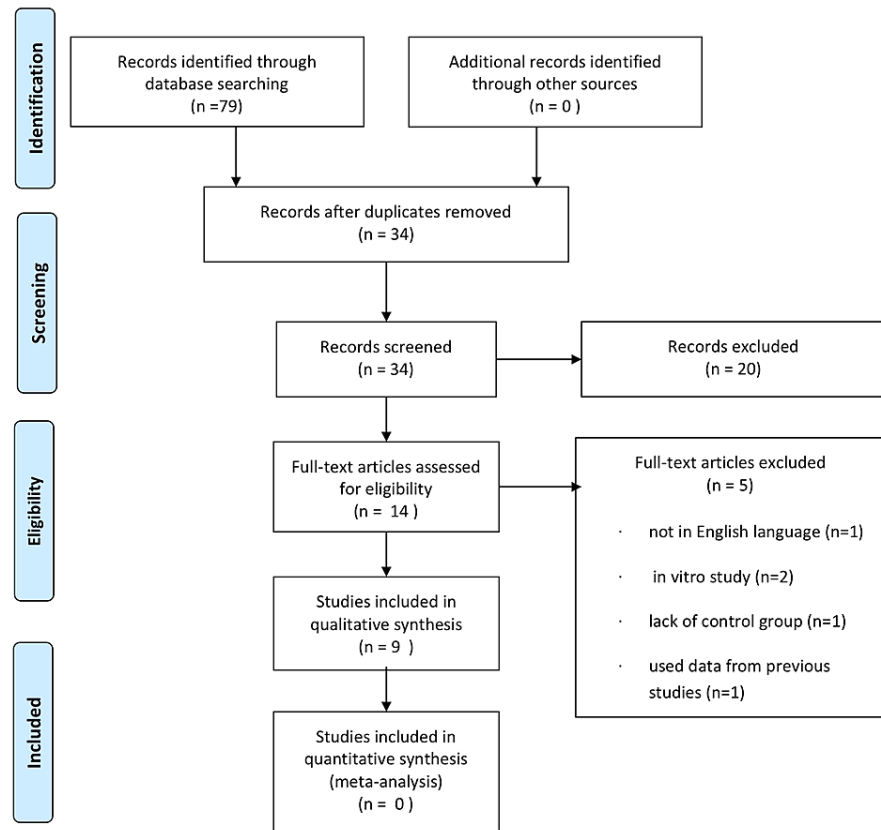 Identification
Records identified through
database searching
(n =79)
Additional records identified
through other sources
(n = 0 )
Records after duplicates removed
(n = 34)
Screening
Records screened
(n = 34)
Records excluded
(n = 20)
Eligibility
Full-text articles assessed
for eligibility
(n = 14 )
Full-text articles excluded
(n = 5)
· not in English language (n=1)
· in vitro study (n=2)
· lack of control group (n=1)
· used data from previous
studies (n=1)
Studies included in
qualitative synthesis
(n = 9 )
Included
Studies included in
quantitative synthesis
(meta-analysis)
(n = 0 )